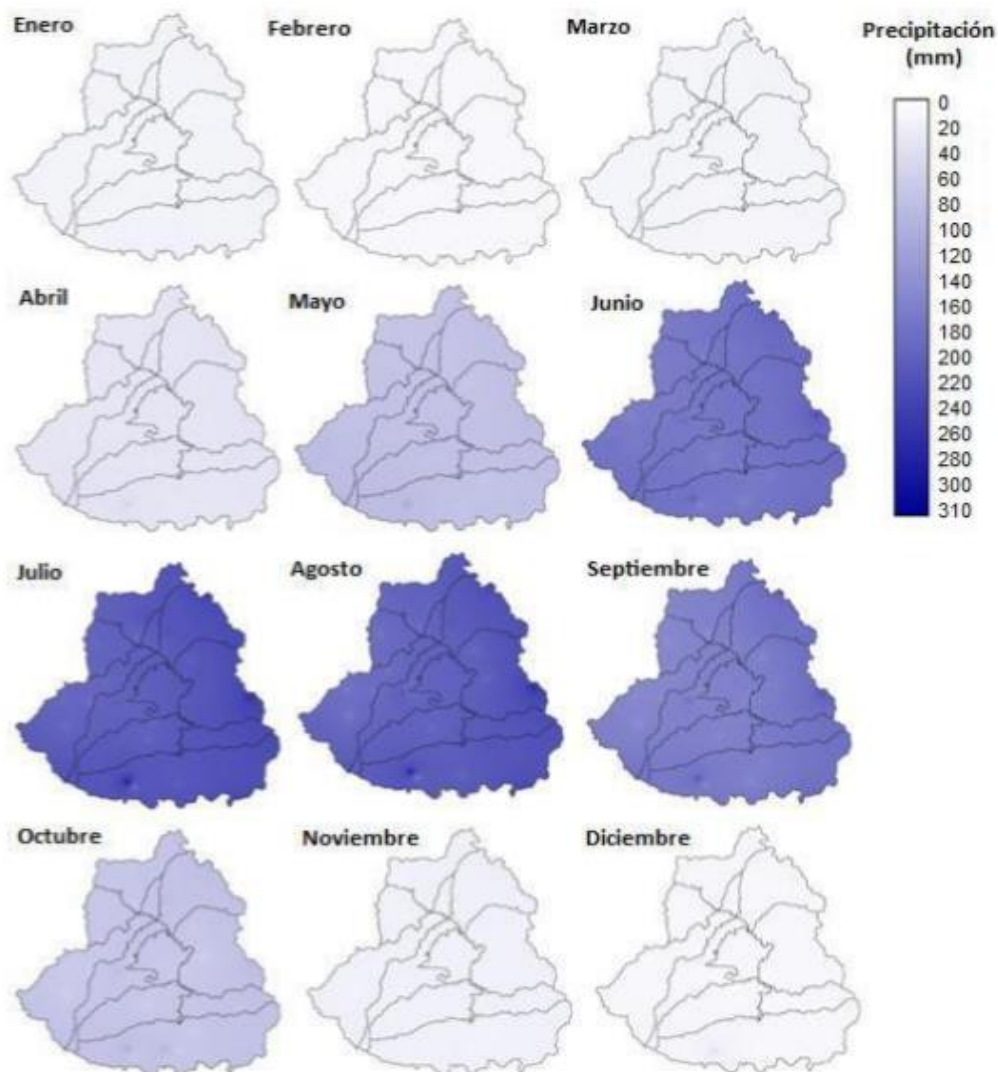 Enero
Febrero
Marzo
Precipitación
(mm)
0
20
40
60
80
100
120
140
160
180
200
220
240
260
280
300
310
Abril
Mayo
Junio
Julio
Agosto
Septiembre
Octubre
Noviembre
Diciembre